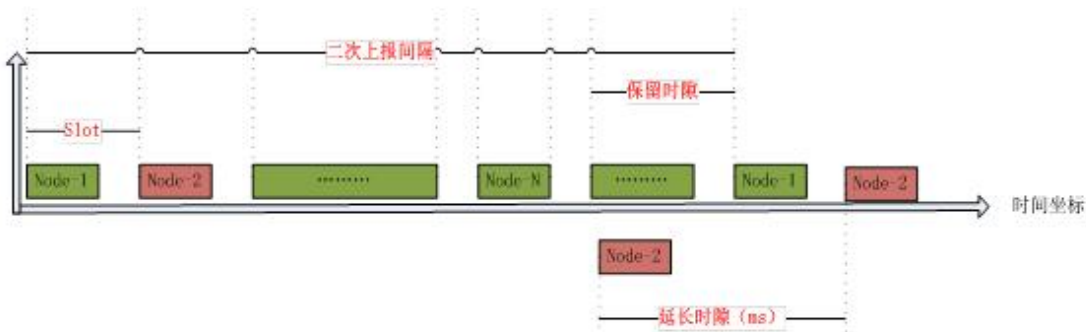 二次上报间隔
保留时隙
Slot
Node-1
Node-2
………
Node-N
………
Node-1
Node-2
时间坐标
Node-2
延长时隙（ms）